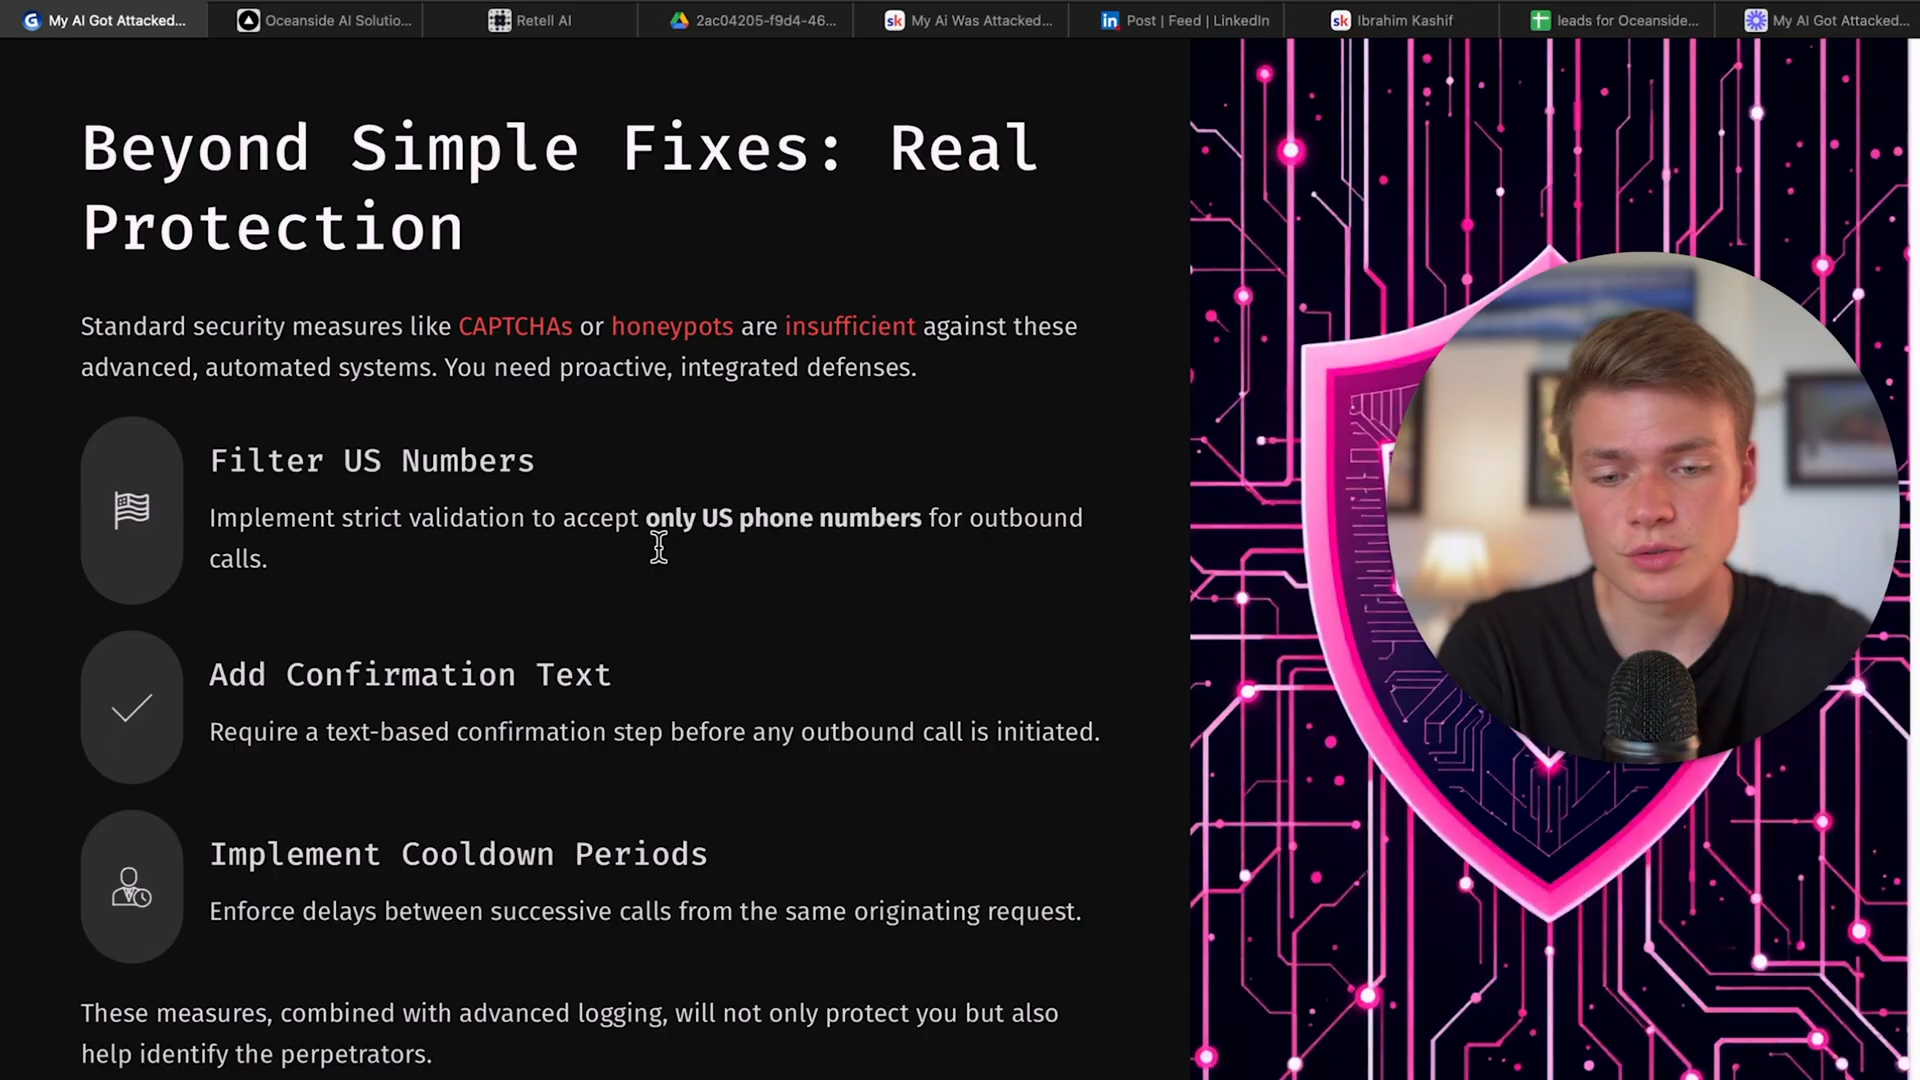 My AI Got Attacked...
Oceanside AI Solutio...
Retell AI
2ac04205-f9d4-46...
sk
My Ai Was Attacked...
in
Post | Feed | LinkedIn
sk
Ibrahim Kashif
leads for Oceanside...
My AI Got Attacked...
Beyond Simple Fixes: Real
Protection
Standard security measures like CAPTCHAs or honeypots are insufficient against these
advanced, automated systems. You need proactive, integrated defenses.
Filter US Numbers
Implement strict validation to accept only US phone numbers for outbound
calls.
Add Confirmation Text
Require a text-based confirmation step before any outbound call is initiated.
Implement Cooldown Periods
Enforce delays between successive calls from the same originating request.
These measures, combined with advanced logging, will not only protect you but also
help identify the perpetrators.